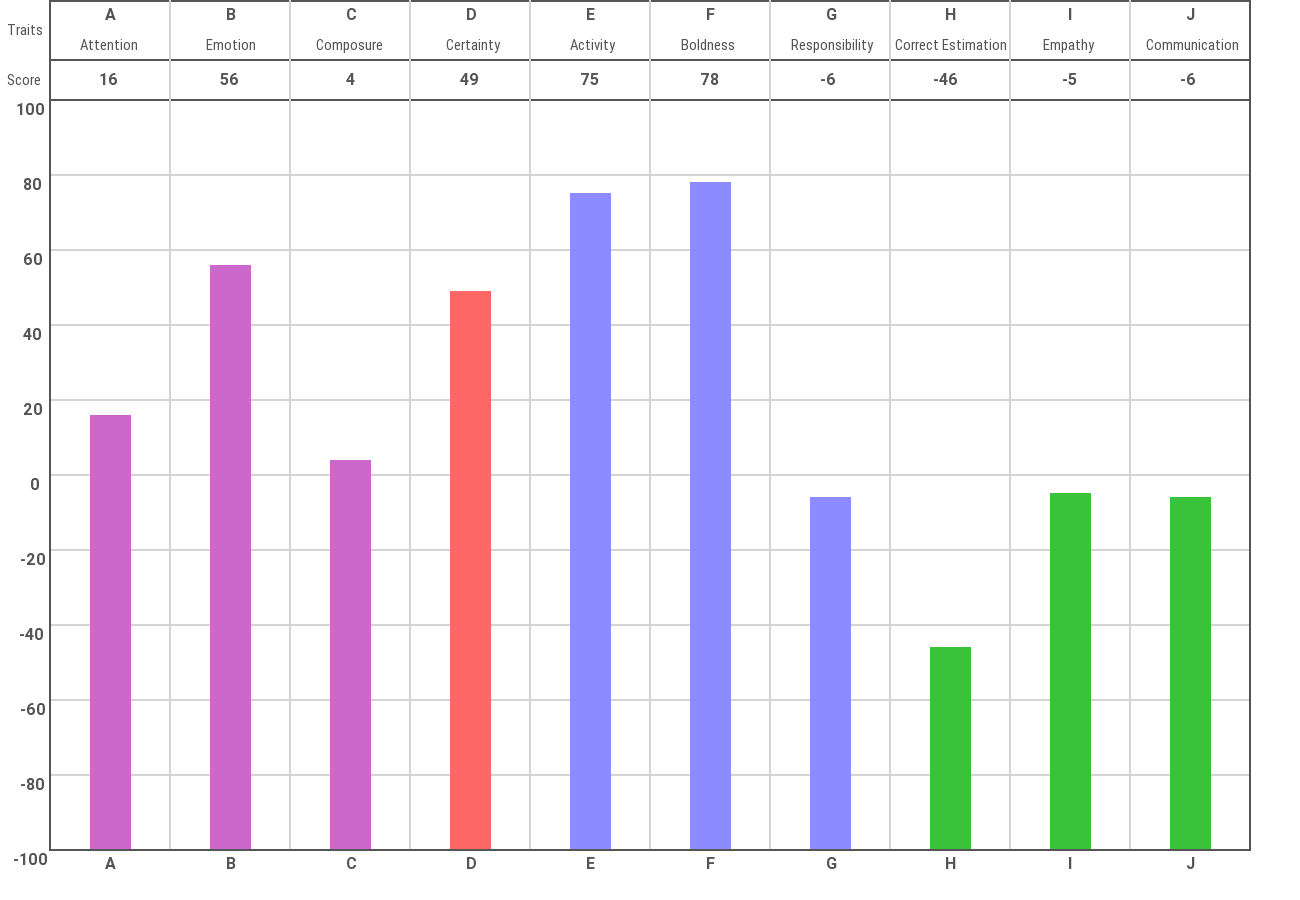 Traits
A B C D E F G H I J
Attention Emotion Composure Certainty Activity Boldness Responsibility Correct Estimation Empathy Communication
Score 16 56 4 49 75 78 -6 -46 -5 -6
100
80
60
40
20
0
-20
-40
-60
-80
-100
A B C D E F G H I J